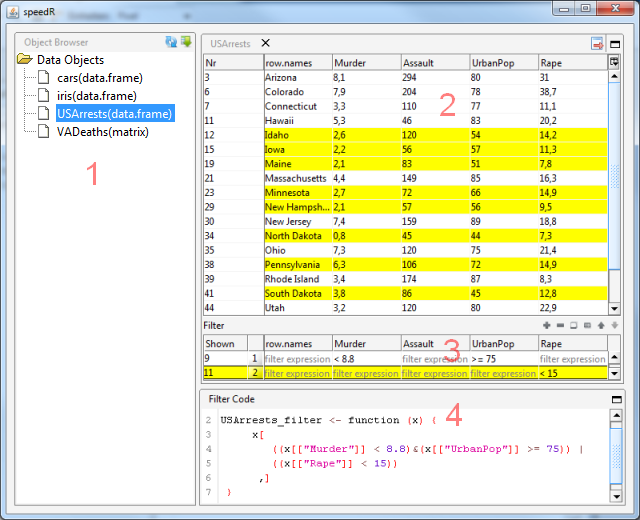 speedR
Object Browser
Data Objects
cars(data.frame)
iris(data.frame)
USArrests(data.frame)
VADeaths(matrix)
1
USArrests
Nr row.names Murder Assault UrbanPop Rape
3 Arizona 8,1 294 80 31
6 Colorado 7,9 204 78 38,7
7 Connecticut 3,3 110 77 11,1
11 Hawaii 5,3 46 83 20,2
12 Idaho 2,6 120 54 14,2
15 Iowa 2,2 56 57 11,3
19 Maine 2,1 83 51 7,8
21 Massachusetts 4,4 149 85 16,3
23 Minnesota 2,7 72 66 14,9
29 New Hampsh... 2,1 57 56 9,5
30 New Jersey 7,4 159 89 18,8
34 North Dakota 0,8 45 44 7,3
35 Ohio 7,3 120 75 21,4
38 Pennsylvania 6,3 106 72 14,9
39 Rhode Island 3,4 174 87 8,3
41 South Dakota 3,8 86 45 12,8
44 Utah 3,2 120 80 22,9
2
Filter
Shown row.names Murder Assault UrbanPop Rape
9 1 filter expression < 8.8 filter expression >= 75 filter expression
11 2 filter expression filter expression filter expression filter expression < 15
3
Filter Code
4
2 USArrests_filter <- function (x) {
3 x[
4 ((x[["Murder"]] < 8.8)&(x[["UrbanPop"]] >= 75)) |
5 ((x[["Rape"]] < 15))
6 ,]
7 }